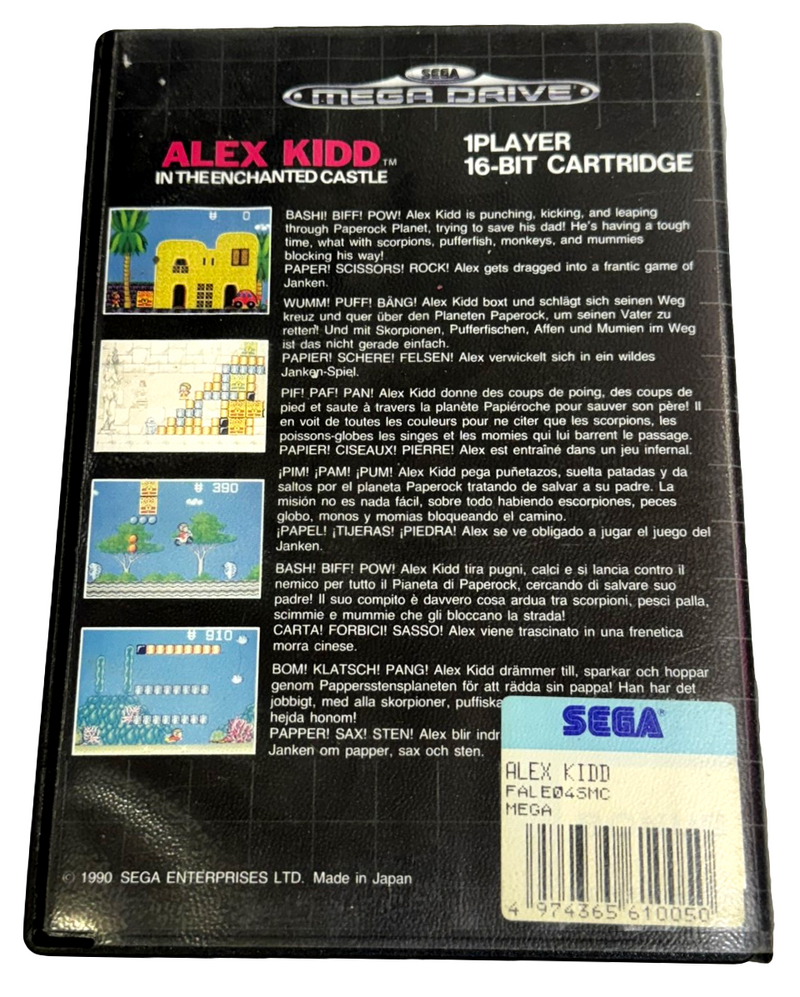 SEGA
MEGA DRIVE
ALEX KIDD™
IN THE ENCHANTED CASTLE
1PLAYER
16-BIT CARTRIDGE
0
BASH! BIFF! POW! Alex Kidd is punching, kicking, and leaping
through Paperock Planet, trying to save his dad! He's having a tough
time, what with scorpions, pufferfish, monkeys, and mummies
blocking his way!
PAPER! SCISSORS! ROCK! Alex gets dragged into a frantic game of
Janken.
WUMM! PUFF! BÄNG! Alex Kidd boxt und schlägt sich seinen Weg
kreuz und quer über den Planeten Paperock, um seinen Vater zu
retten! Und mit Skorpionen, Pufferfischen, Affen und Mumien im Weg
ist das nicht gerade einfach.
PAPIER! SCHERE! FELSEN! Alex verwickelt sich in ein wildes
Janken-Spiel.
PIF! PAF! PAN! Alex Kidd donne des coups de poing, des coups de
pied et saute à travers la planète Papiéroche pour sauver son père! Il
en voit de toutes les couleurs pour ne citer que les scorpions, les
poissons-globes les singes et les momies qui lui barrent le passage.
PAPIER! CISEAUX! PIERRE! Alex est entraîné dans un jeu infernal.
390
¡PIM! ¡PAM! ¡PUM! Alex Kidd pega puñetazos, suelta patadas y da
saltos por el planeta Paperock tratando de salvar a su padre. La
misión no es nada fácil, sobre todo habiendo escorpiones, peces
globo, monos y momias bloqueando el camino.
¡PAPEL! ¡TIJERAS! ¡PIEDRA! Alex se ve obligado a jugar el juego del
Janken.
BASH! BIFF! POW! Alex Kidd tira pugni, calci e si lancia contro il
nemico per tutto il Pianeta di Paperock, cercando di salvare suo
padre! Il suo compito è davvero cosa ardua tra scorpioni, pesci palla,
scimmie e mummie che gli bloccano la strada!
CARTA! FORBICI! SASSO! Alex viene trascinato in una frenetica
morra cinese.
910
BOM! KLATSCH! PANG! Alex Kidd drämmer till, sparkar och hoppar
genom Pappersstensplaneten för att rädda sin pappa! Han har det
jobbigt, med alla skorpioner, puffiska
hejda honom!
PAPPER! SAX! STEN! Alex blir indr
Janken om papper, sax och sten.
SEGA®
ALEX KIDD
FALE04SMC
MEGA
4 974365 610050
© 1990 SEGA ENTERPRISES LTD. Made in Japan